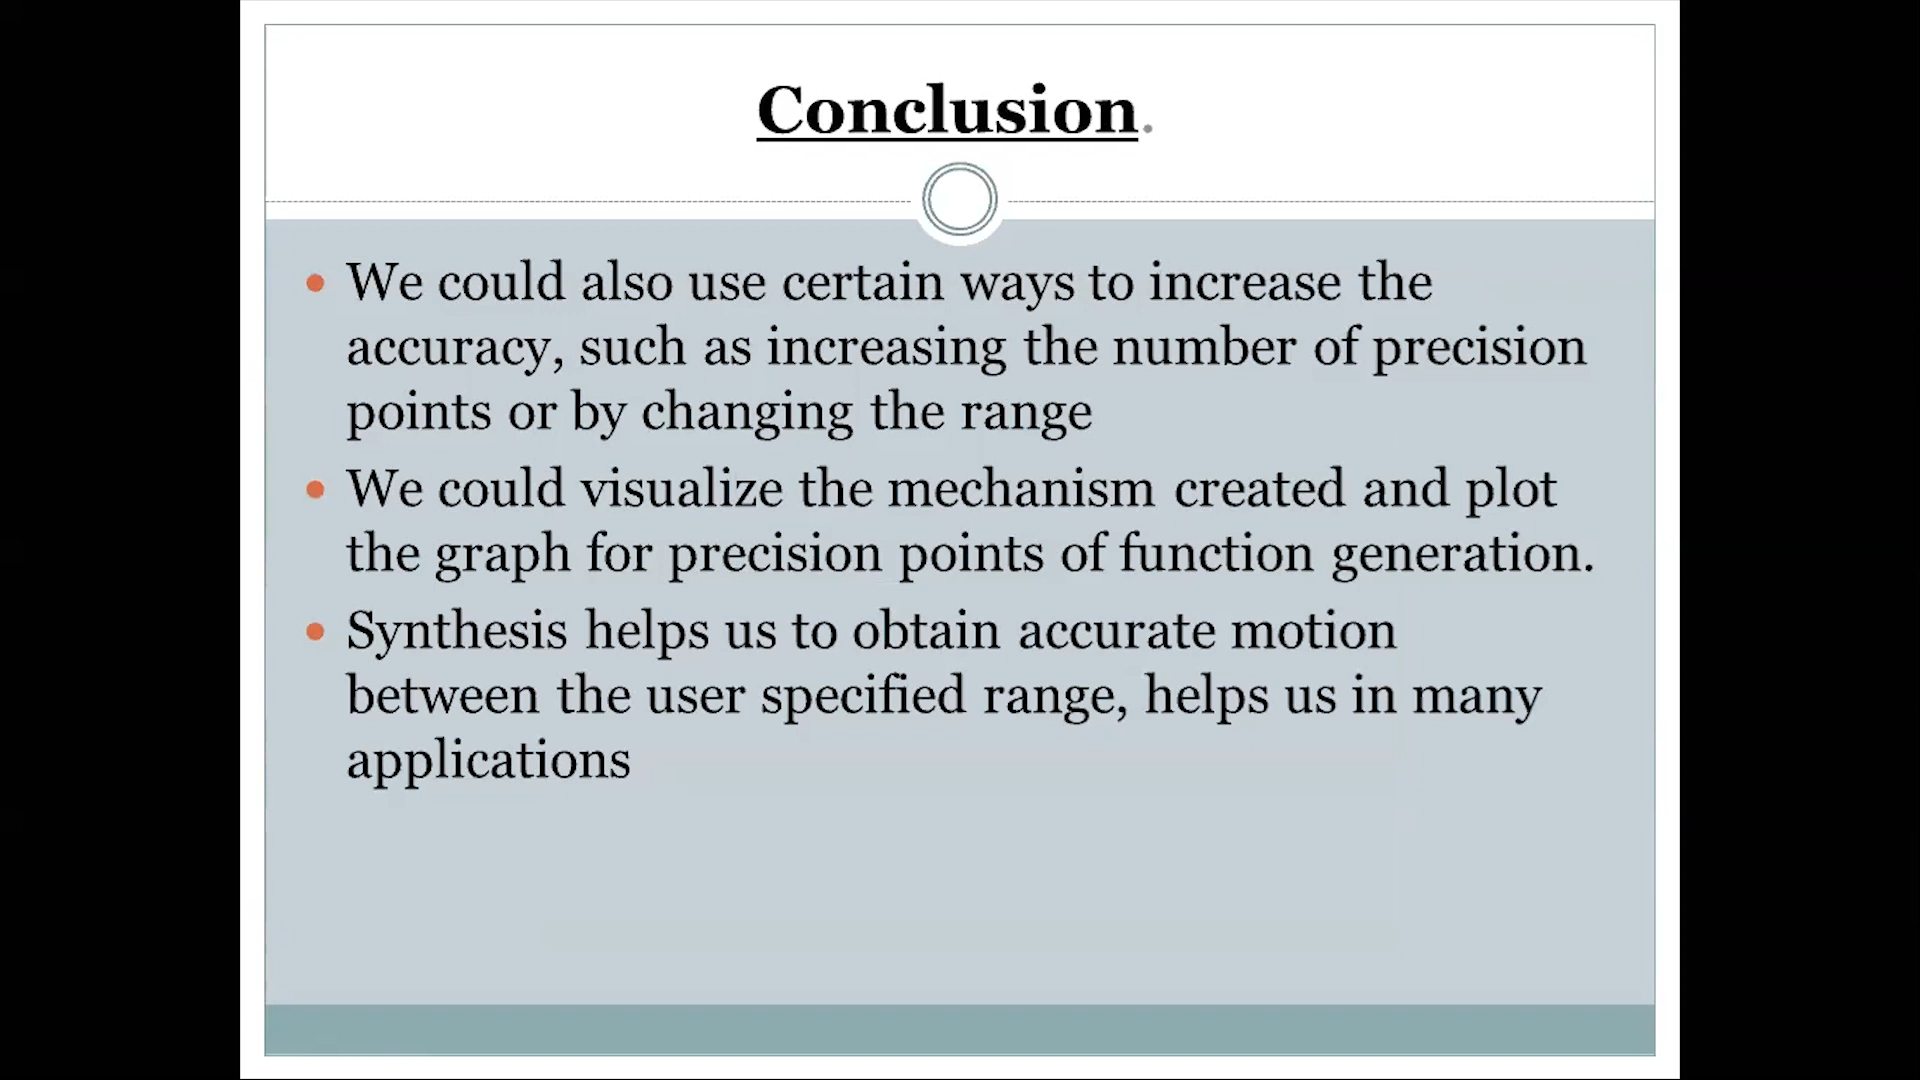 Conclusion.
• We could also use certain ways to increase the
accuracy, such as increasing the number of precision
points or by changing the range
• We could visualize the mechanism created and plot
the graph for precision points of function generation.
• Synthesis helps us to obtain accurate motion
between the user specified range, helps us in many
applications